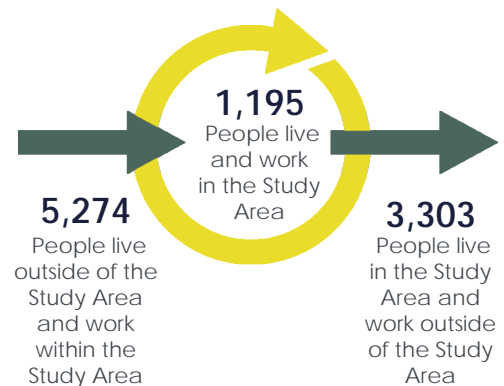 1,195
People live
and work
in the Study
Area
5,274
People live
outside of the
Study Area
and work
within the
Study Area
3,303
People live
in the Study
Area and
work outside
of the Study
Area